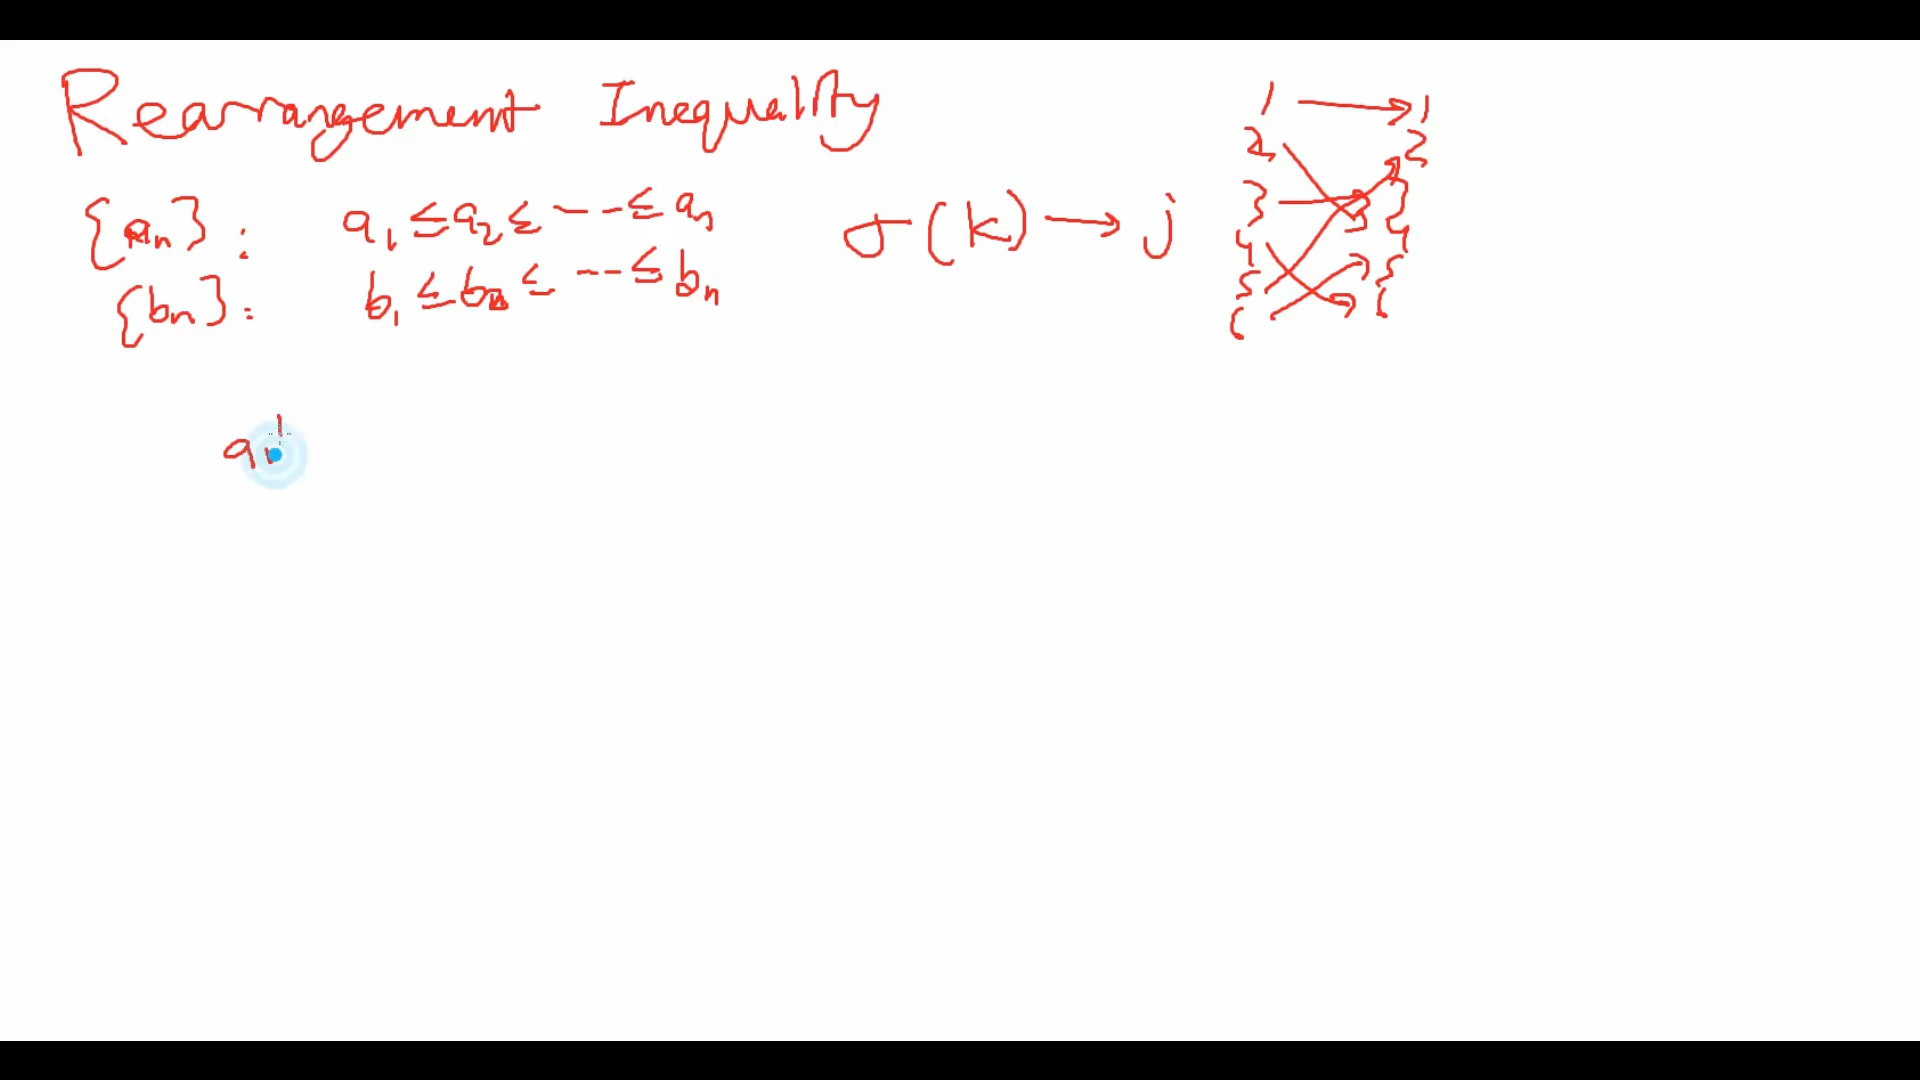 Rearrangement Inequality
{aₙ}: a₁ ≤ a₂ ≤ --- ≤ aₙ
{bₙ}: b₁ ≤ b₂ ≤ --- ≤ bₙ
σ(k) → j
1 → 1
2 2
3 3
4 4
5 5
6 6
a₁